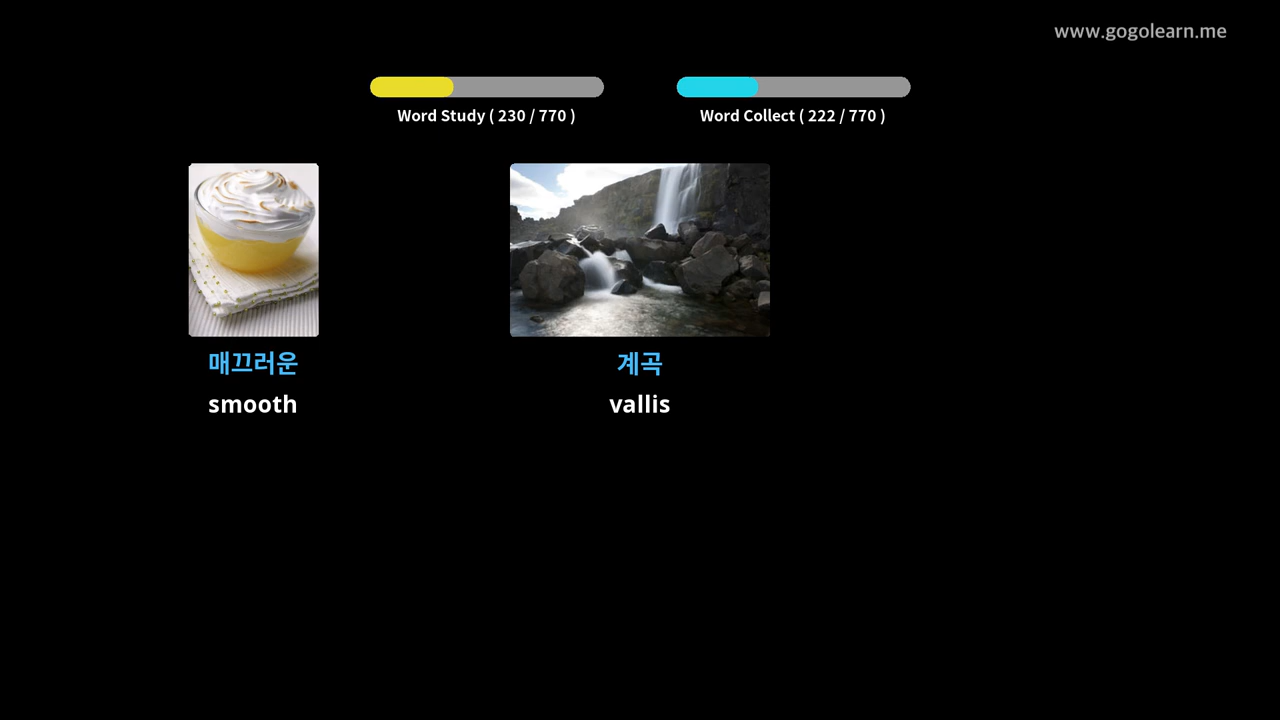 www.gogolearn.me
Word Study ( 230 / 770 )
Word Collect ( 222 / 770 )
매끄러운
smooth
계곡
vallis